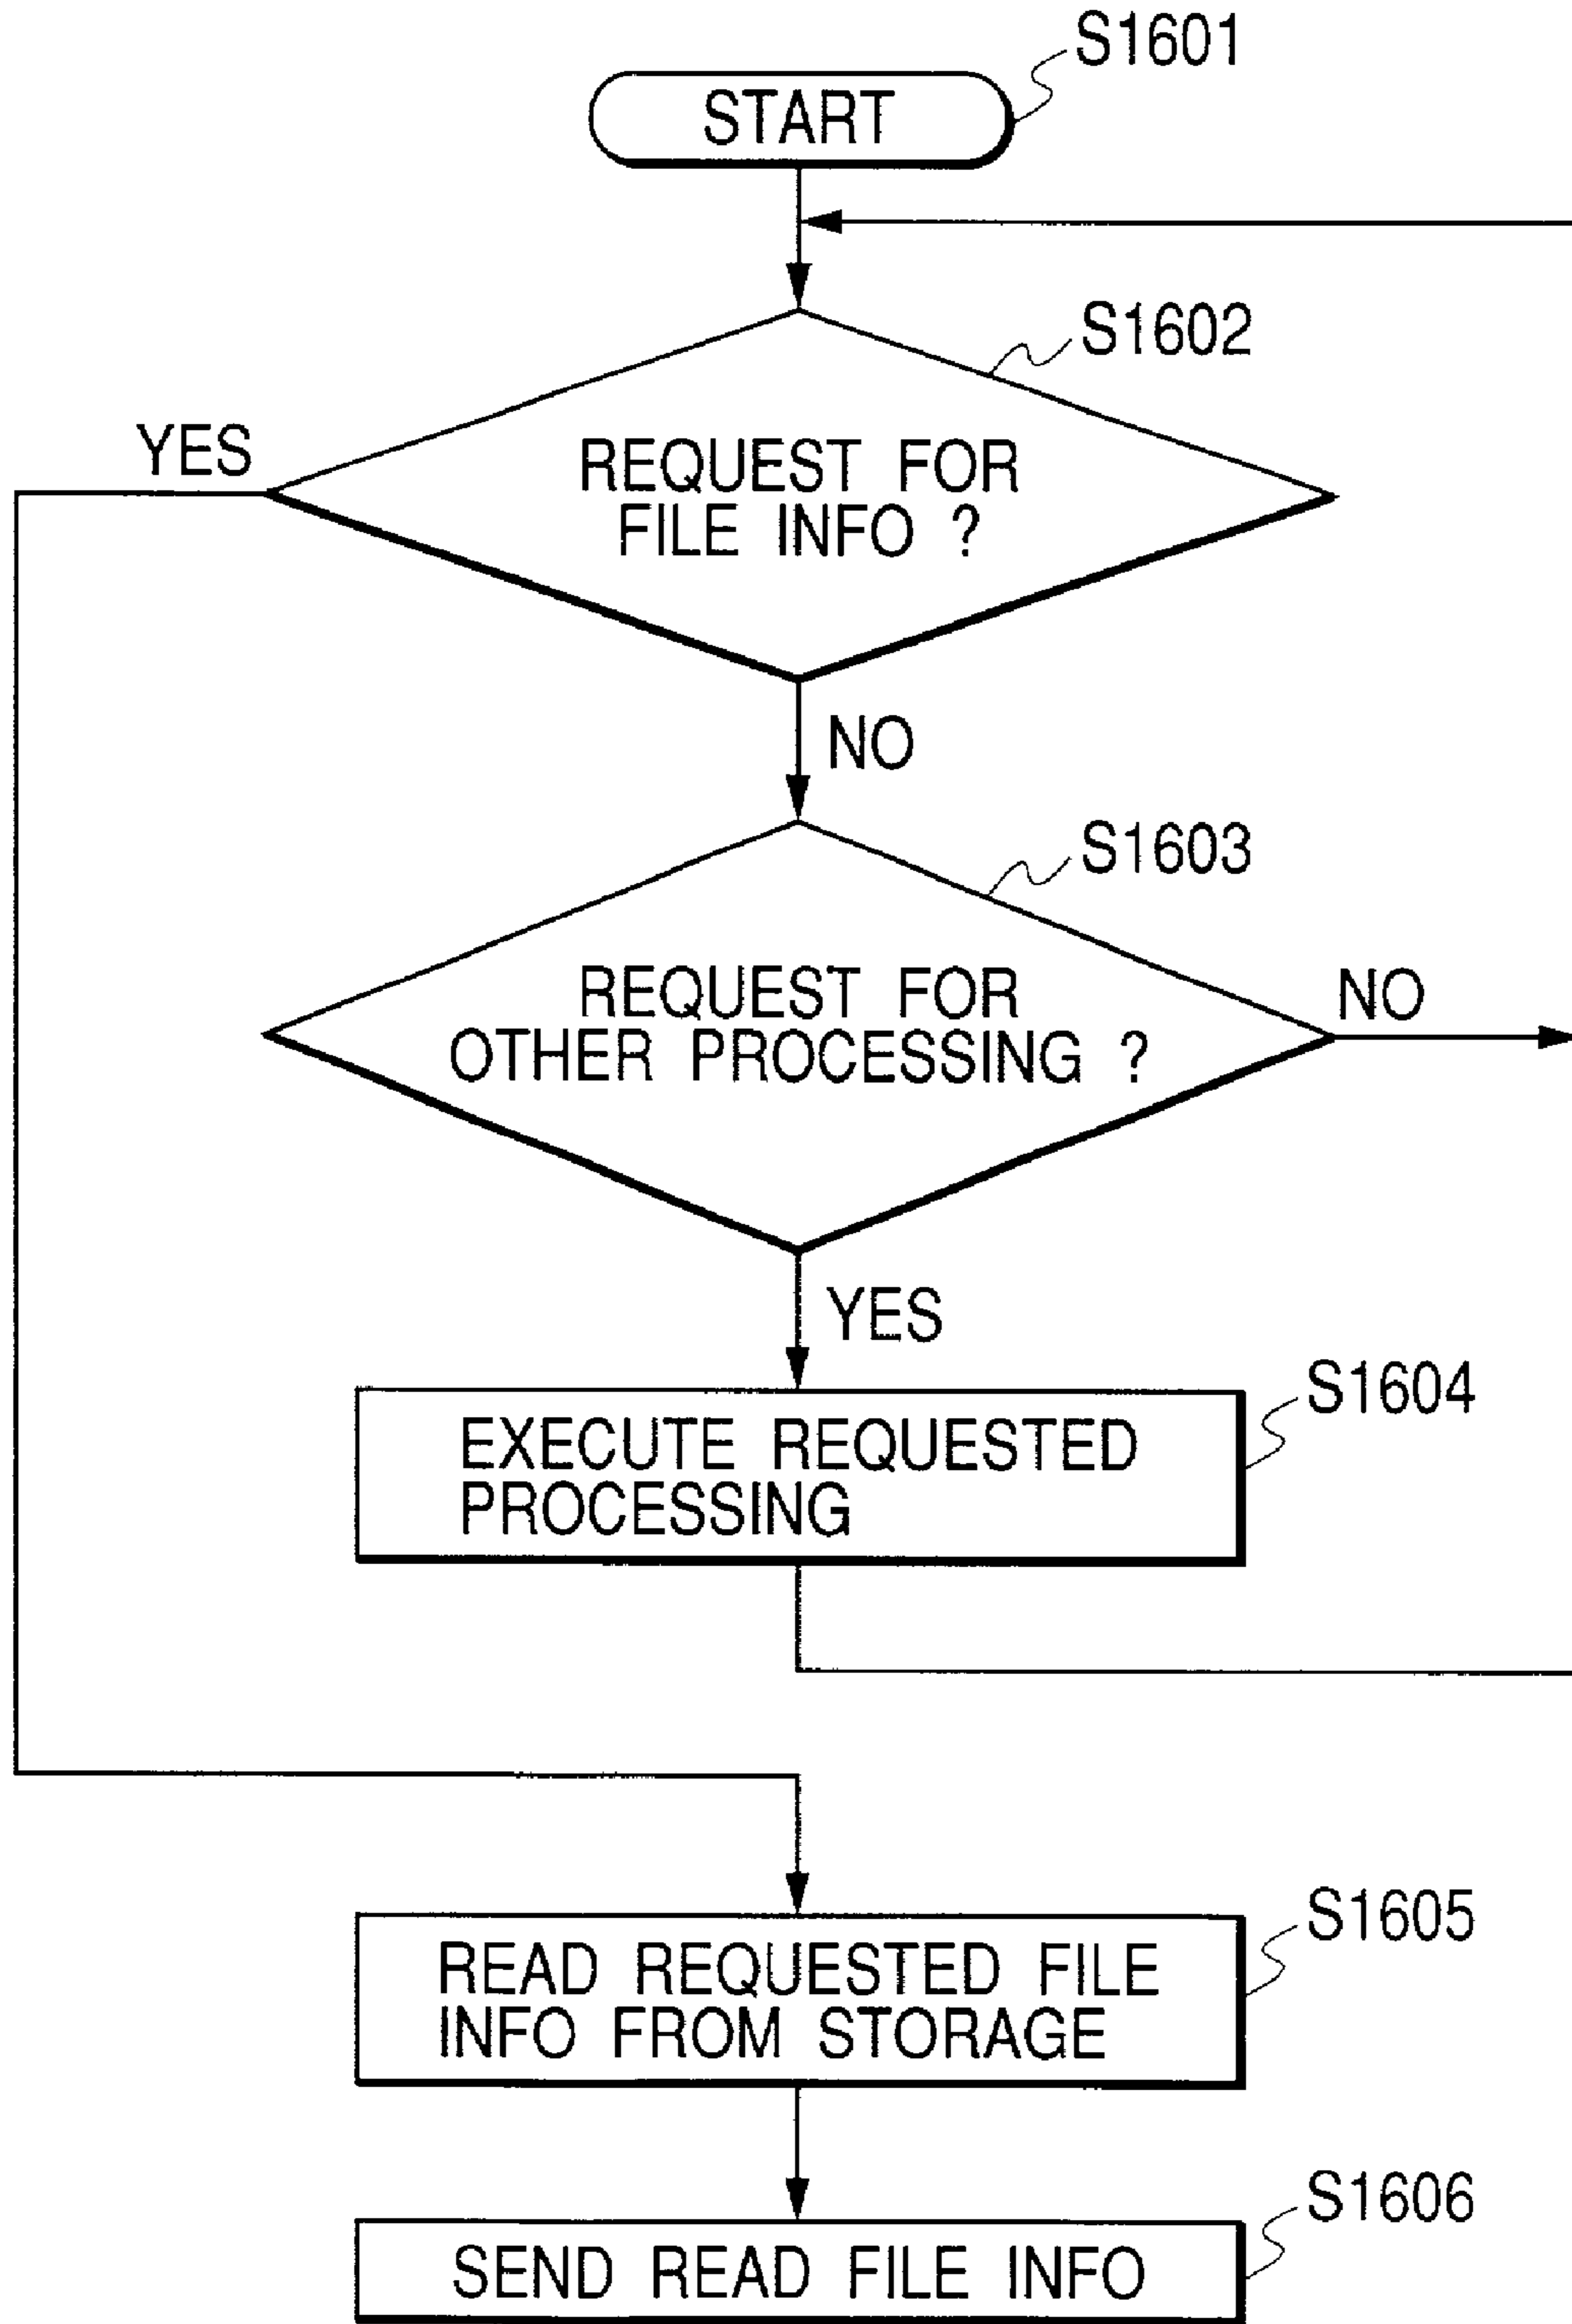 S1601
START
S1602
YES
REQUEST FOR
FILE INFO ?
NO
S1603
REQUEST FOR
OTHER PROCESSING ?
NO
YES
S1604
EXECUTE REQUESTED
PROCESSING
S1605
READ REQUESTED FILE
INFO FROM STORAGE
S1606
SEND READ FILE INFO